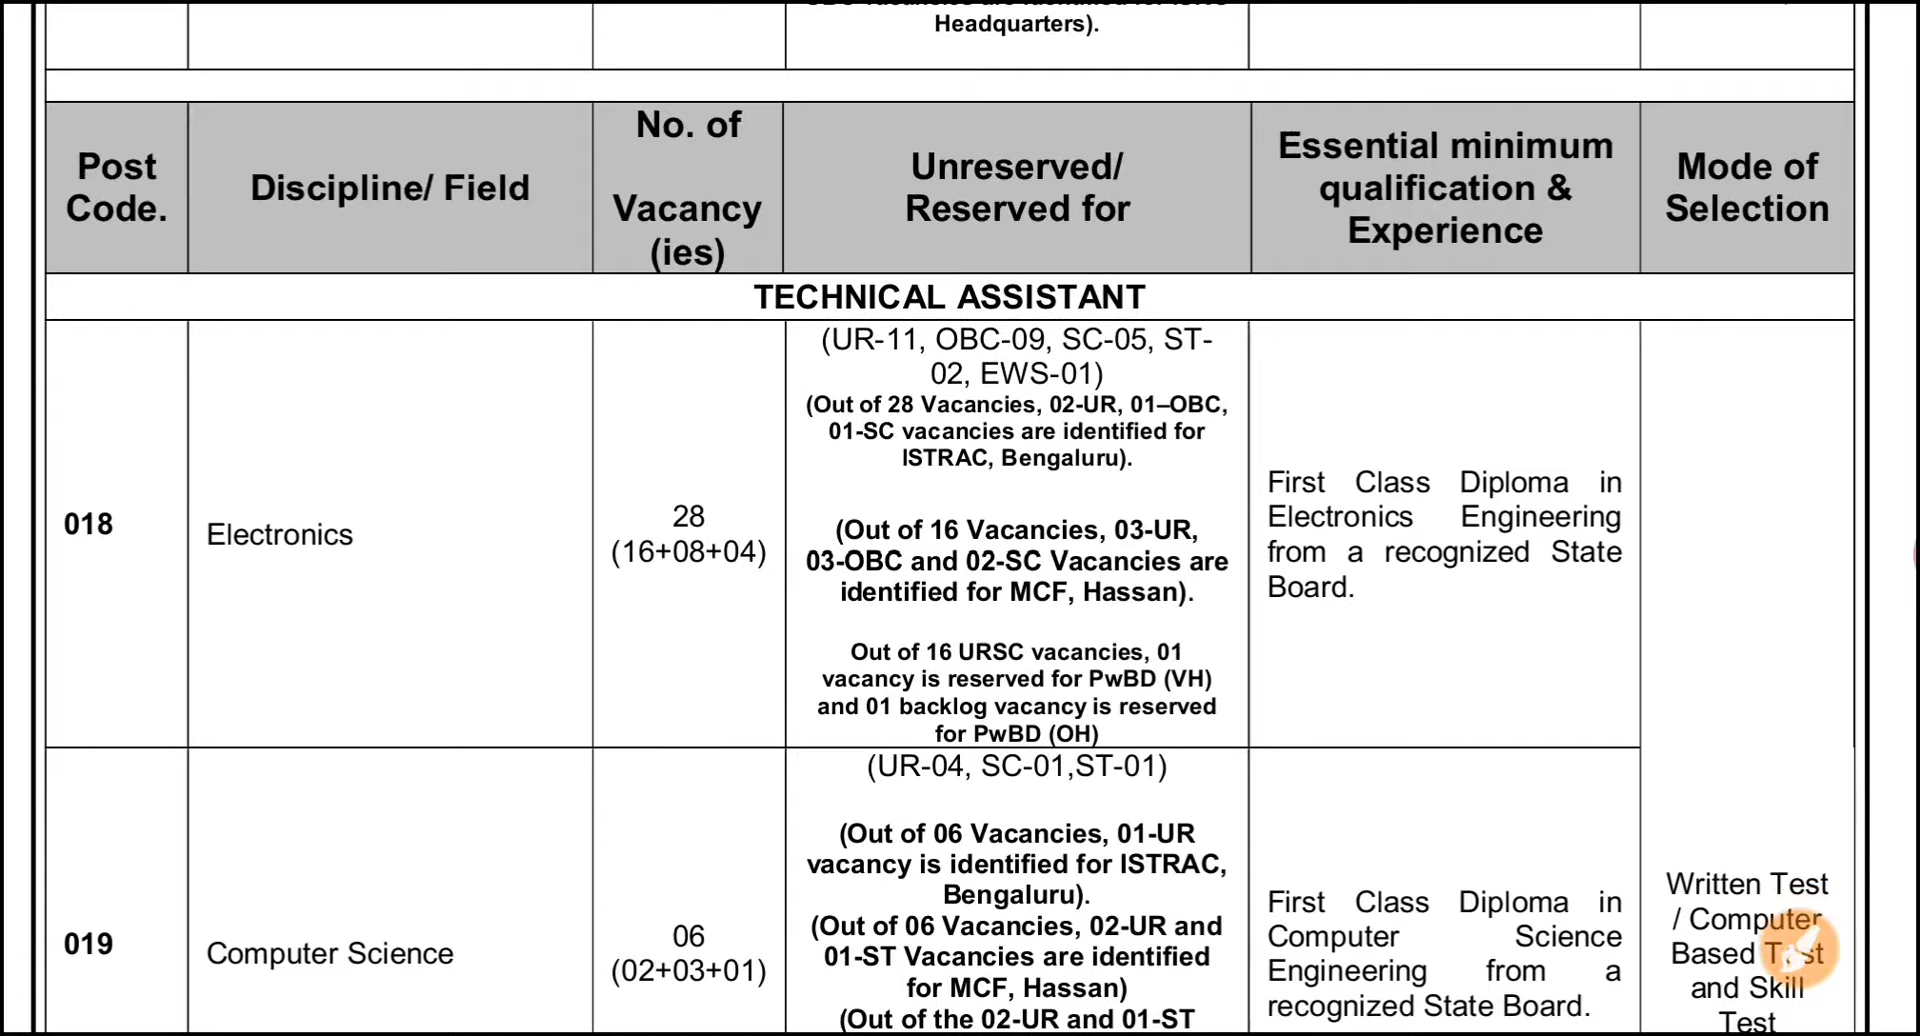 Headquarters).
Post
Code.
Discipline/ Field
No. of
Vacancy
(ies)
Unreserved/
Reserved for
Essential minimum
qualification &
Experience
Mode of
Selection
TECHNICAL ASSISTANT
018
Electronics
28
(16+08+04)
(UR-11, OBC-09, SC-05, ST-
02, EWS-01)
(Out of 28 Vacancies, 02-UR, 01–OBC,
01-SC vacancies are identified for
ISTRAC, Bengaluru).
(Out of 16 Vacancies, 03-UR,
03-OBC and 02-SC Vacancies are
identified for MCF, Hassan).
Out of 16 URSC vacancies, 01
vacancy is reserved for PwBD (VH)
and 01 backlog vacancy is reserved
for PwBD (OH)
First Class Diploma in
Electronics Engineering
from a recognized State
Board.
019
Computer Science
06
(02+03+01)
(UR-04, SC-01,ST-01)
(Out of 06 Vacancies, 01-UR
vacancy is identified for ISTRAC,
Bengaluru).
(Out of 06 Vacancies, 02-UR and
01-ST Vacancies are identified
for MCF, Hassan)
(Out of the 02-UR and 01-ST
First Class Diploma in
Computer Science
Engineering from a
recognized State Board.
Written Test
/ Computer
Based Test
and Skill
Test